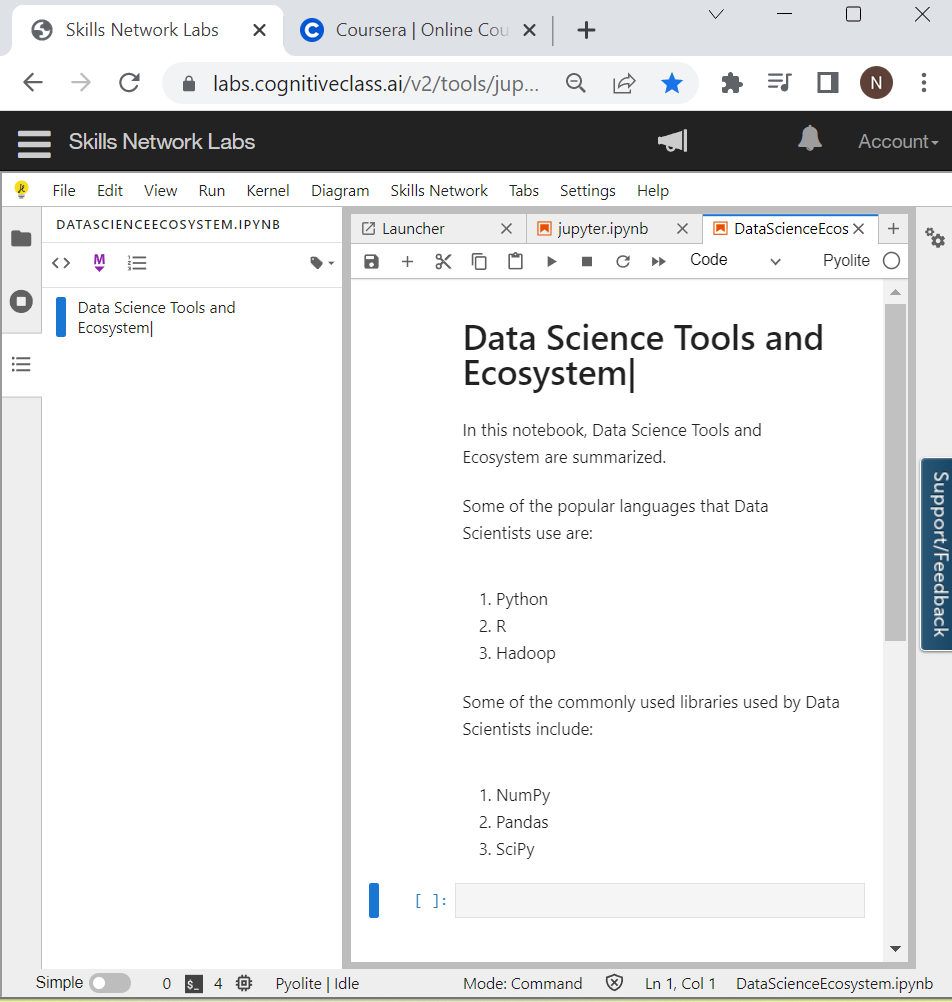 Skills Network Labs
Coursera | Online Cou
labs.cognitiveclass.ai/v2/tools/jup...
N
Skills Network Labs
Account
File Edit View Run Kernel Diagram Skills Network Tabs Settings Help
DATASCIENCEECOSYSTEM.IPYNB
Launcher
jupyter.ipynb
DataScienceEcos
M
Code
Pyolite
Data Science Tools and
Ecosystem|
Data Science Tools and
Ecosystem|
In this notebook, Data Science Tools and
Ecosystem are summarized.
Some of the popular languages that Data
Scientists use are:
1. Python
2. R
3. Hadoop
Some of the commonly used libraries used by Data
Scientists include:
1. NumPy
2. Pandas
3. SciPy
[ ]:
Support/Feedback
Simple 0 $_ 4 Pyolite | Idle Mode: Command Ln 1, Col 1 DataScienceEcosystem.ipynb